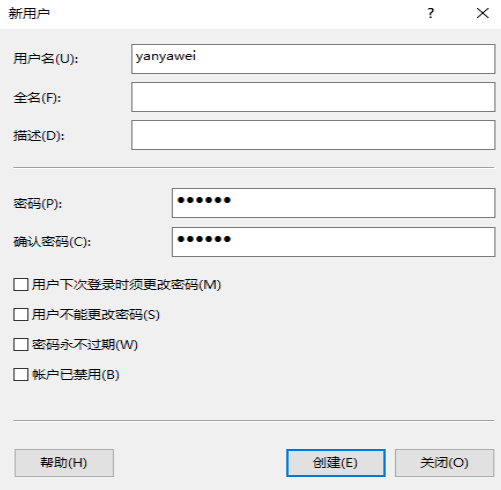 新用户
?
用户名(U):
yanyawei
全名(F):
描述(D):
密码(P):
●●●●●●
确认密码(C):
●●●●●●
用户下次登录时须更改密码(M)
用户不能更改密码(S)
密码永不过期(W)
帐户已禁用(B)
帮助(H)
创建(E)
关闭(O)